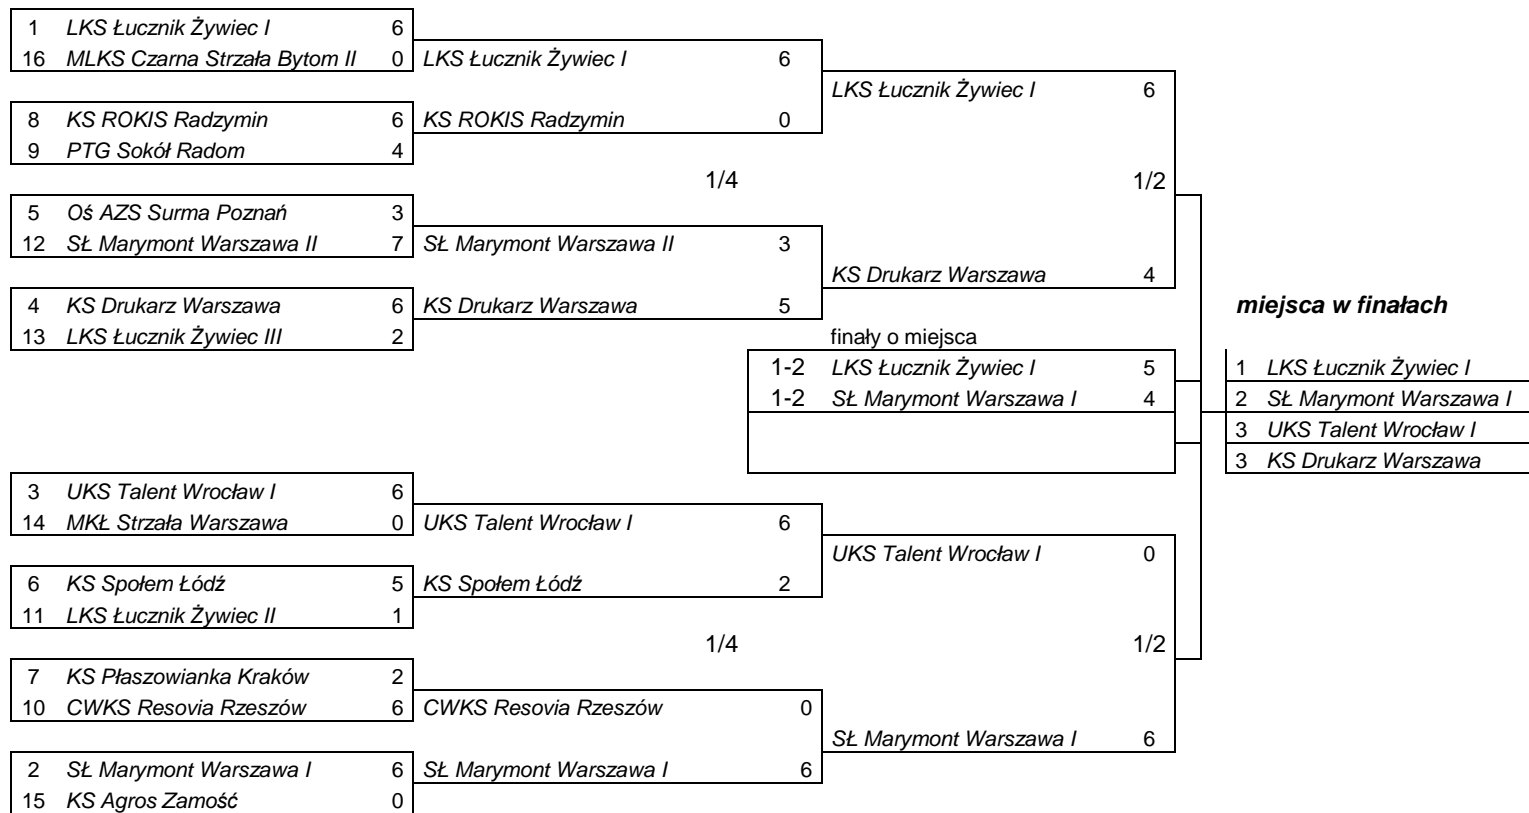 1 LKS Łucznik Żywiec I 6
16 MLKS Czarna Strzała Bytom II 0 LKS Łucznik Żywiec I 6
LKS Łucznik Żywiec I 6
8 KS ROKIS Radzymin 6 KS ROKIS Radzymin 0
9 PTG Sokół Radom 4
1/4 1/2
5 Oś AZS Surma Poznań 3
12 SŁ Marymont Warszawa II 7 SŁ Marymont Warszawa II 3
KS Drukarz Warszawa 4
4 KS Drukarz Warszawa 6 KS Drukarz Warszawa 5 miejsca w finałach
13 LKS Łucznik Żywiec III 2 finały o miejsca
1-2 LKS Łucznik Żywiec I 5 1 LKS Łucznik Żywiec I
1-2 SŁ Marymont Warszawa I 4 2 SŁ Marymont Warszawa I
3 UKS Talent Wrocław I
3 KS Drukarz Warszawa
3 UKS Talent Wrocław I 6
14 MKŁ Strzała Warszawa 0 UKS Talent Wrocław I 6
UKS Talent Wrocław I 0
6 KS Społem Łódź 5 KS Społem Łódź 2
11 LKS Łucznik Żywiec II 1
1/4 1/2
7 KS Płaszowianka Kraków 2
10 CWKS Resovia Rzeszów 6 CWKS Resovia Rzeszów 0
SŁ Marymont Warszawa I 6
2 SŁ Marymont Warszawa I 6 SŁ Marymont Warszawa I 6
15 KS Agros Zamość 0